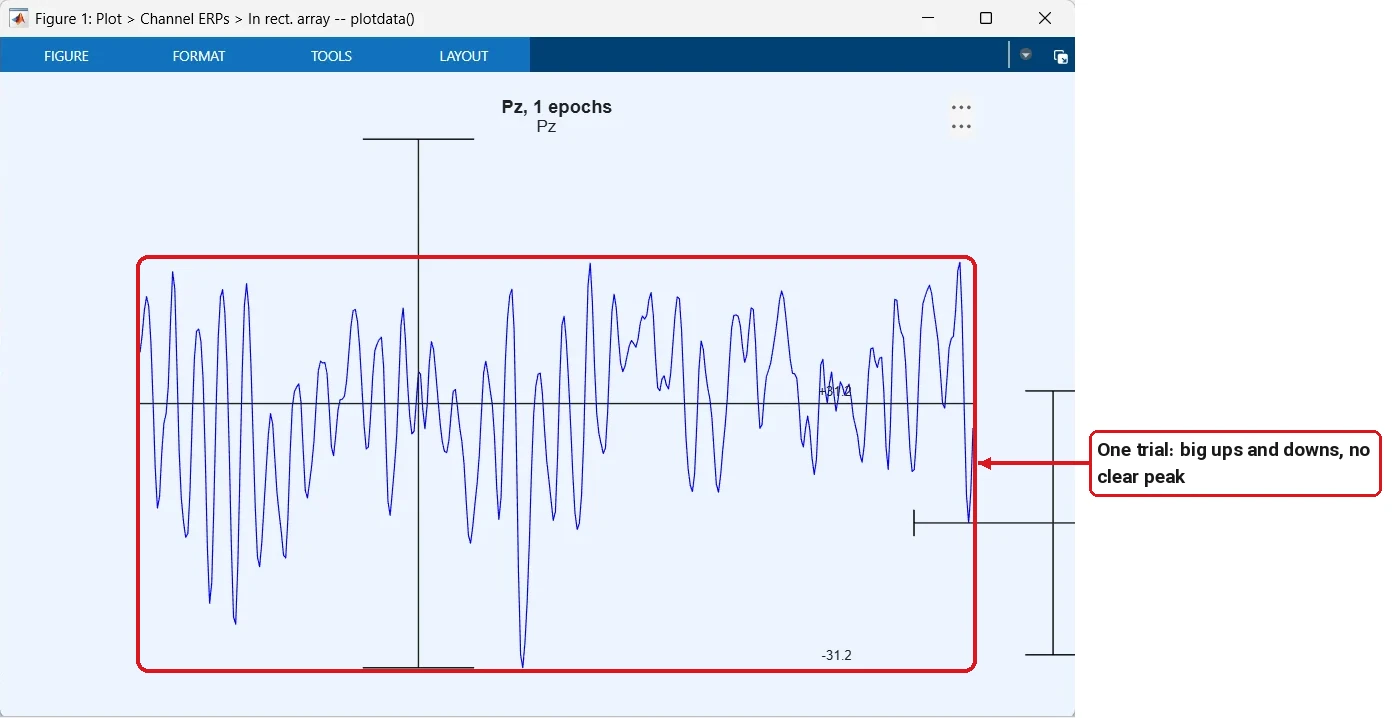 Figure 1: Plot > Channel ERPs > In rect. array -- plotdata()
FIGURE FORMAT TOOLS LAYOUT
Pz, 1 epochs
Pz
+31.2
One trial: big ups and downs, no
clear peak
-31.2